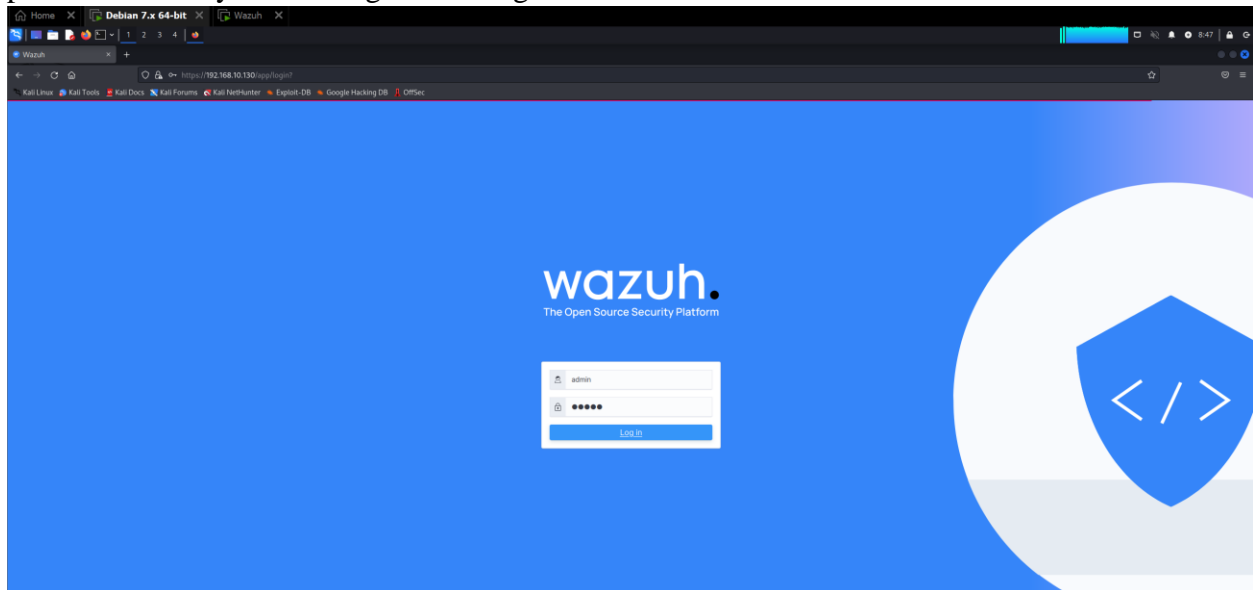 Home
Debian 7.x 64-bit
Wazuh
1 2 3 4
8:47
Wazuh
https://192.168.10.130/app/login?
Kali Linux Kali Tools Kali Docs Kali Forums Kali NetHunter Exploit-DB Google Hacking DB OffSec
wazuh.
The Open Source Security Platform
admin
Log in